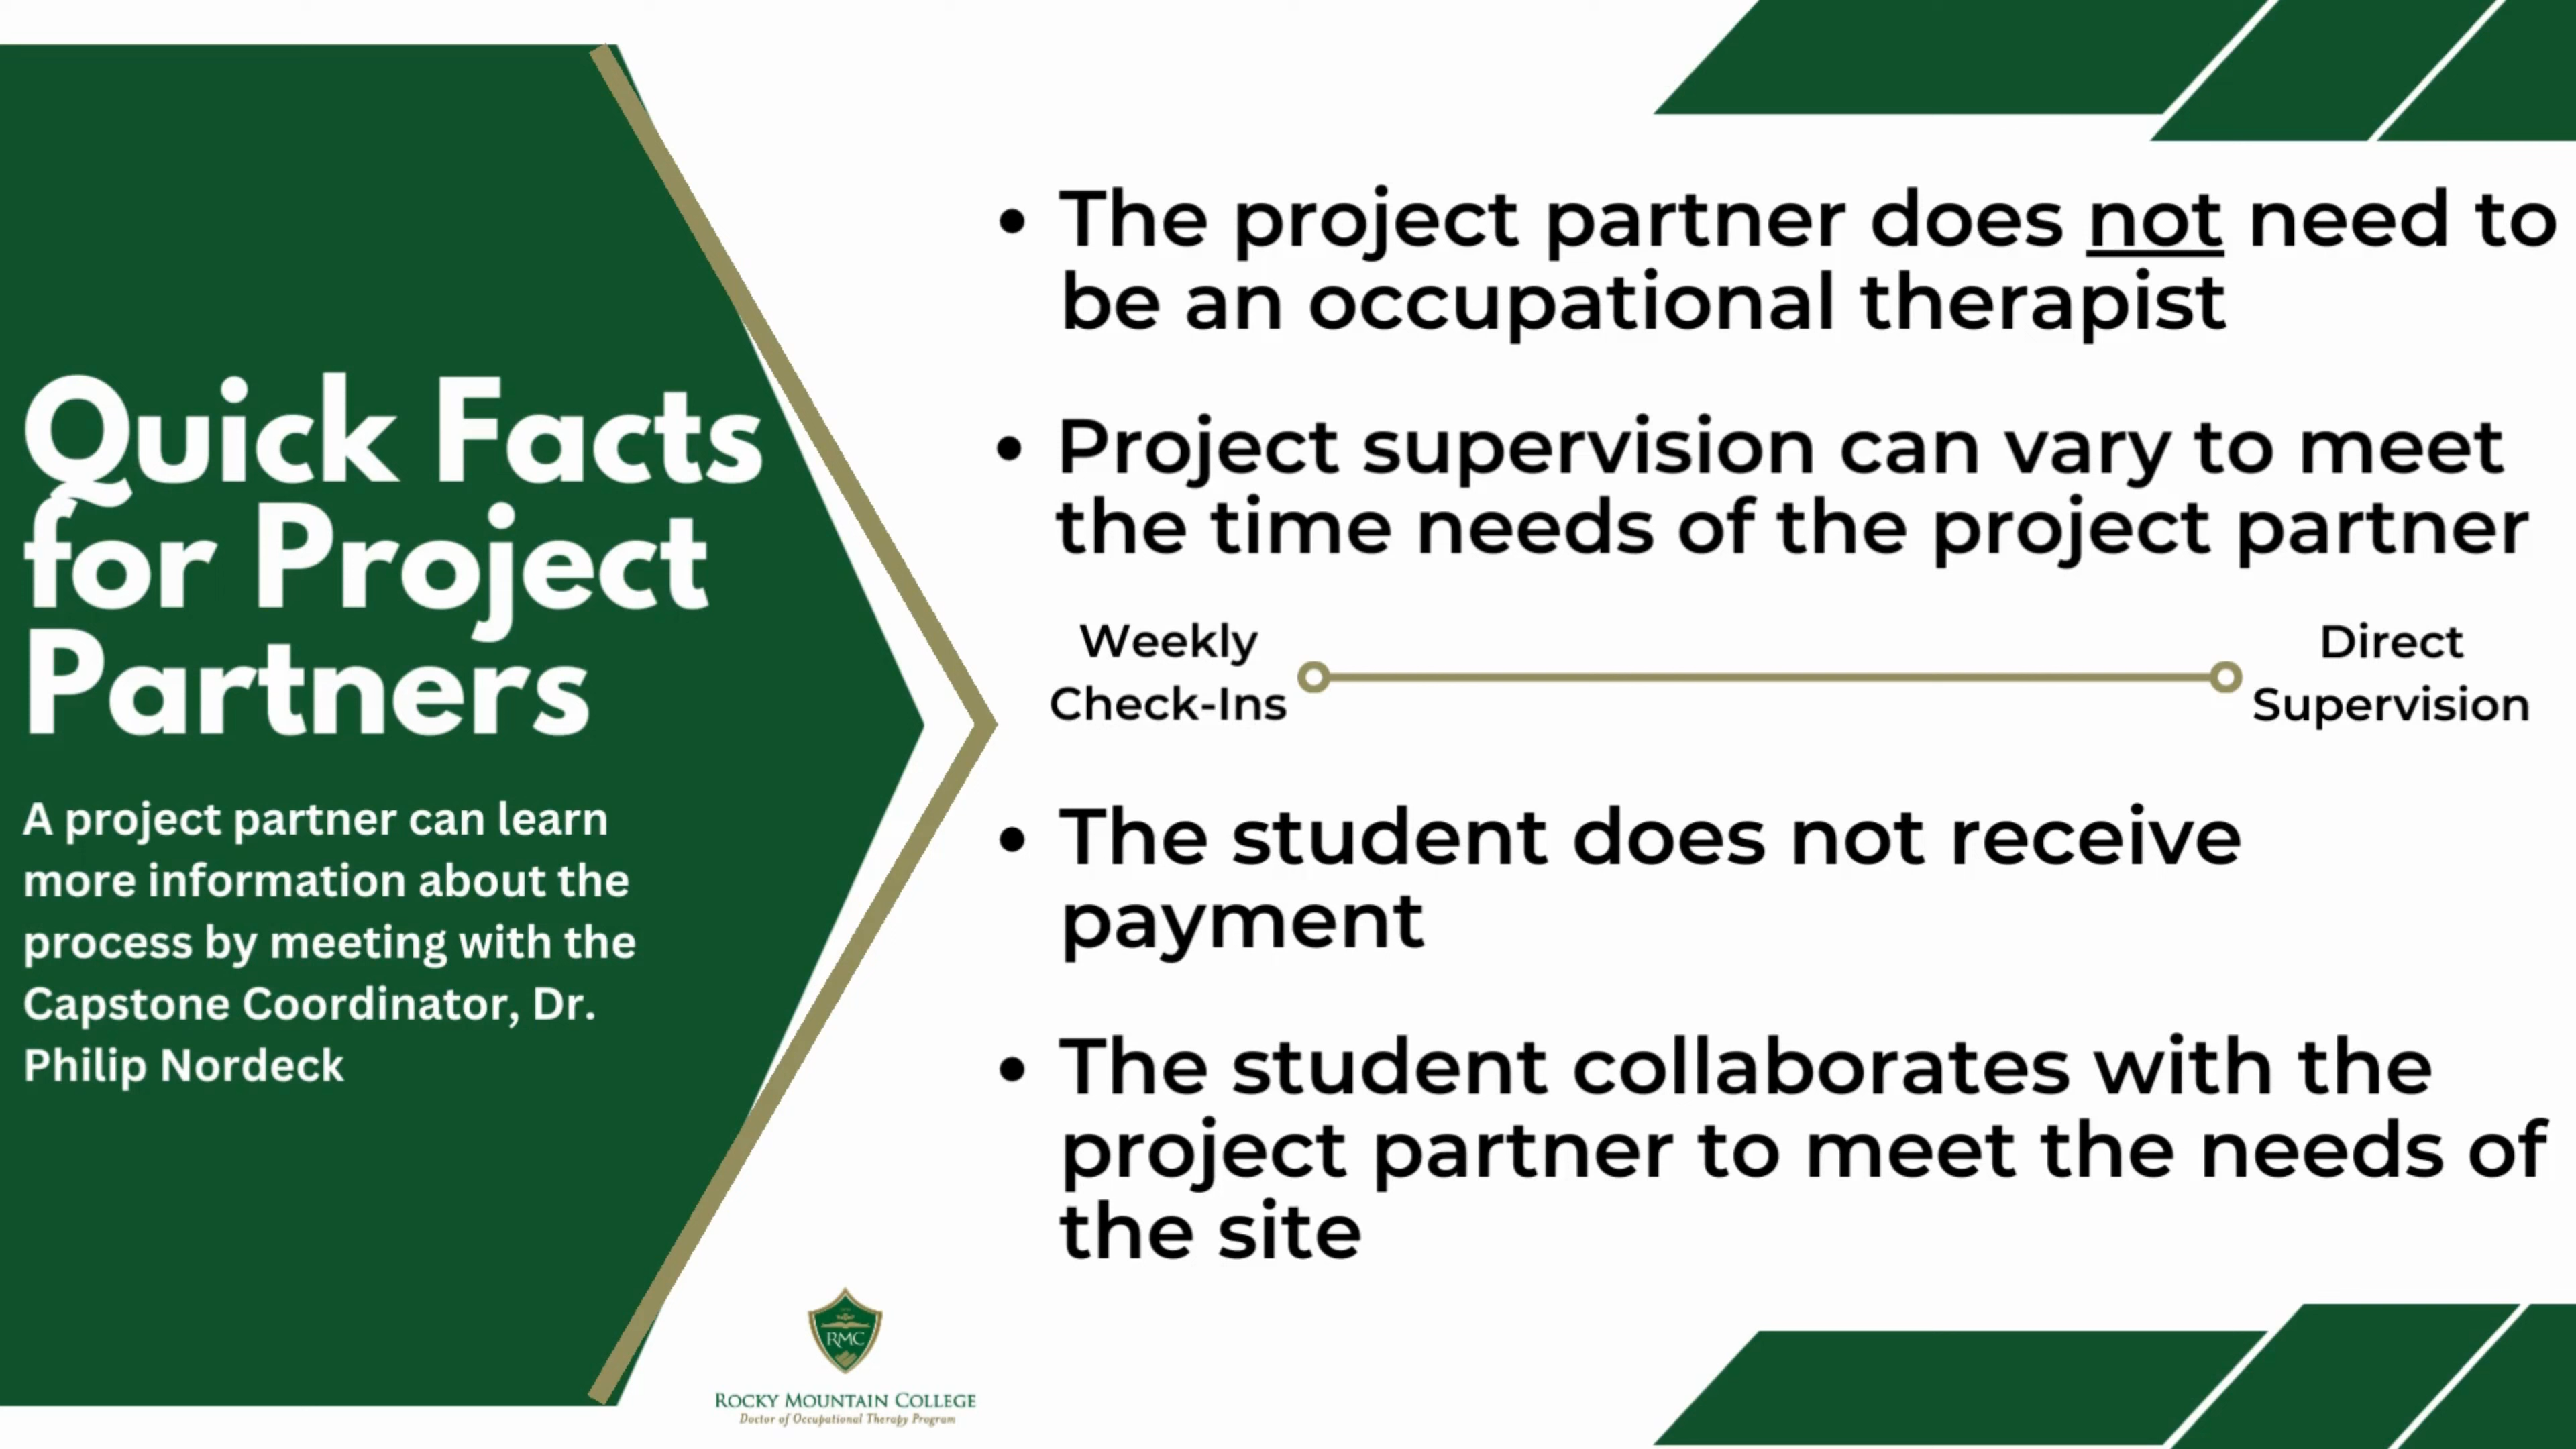 Quick Facts
for Project
Partners
A project partner can learn
more information about the
process by meeting with the
Capstone Coordinator, Dr.
Philip Nordeck
• The project partner does not need to
be an occupational therapist
• Project supervision can vary to meet
the time needs of the project partner
Weekly
Check-Ins
Direct
Supervision
• The student does not receive
payment
• The student collaborates with the
project partner to meet the needs of
the site
RMC
ROCKY MOUNTAIN COLLEGE
Doctor of Occupational Therapy Program